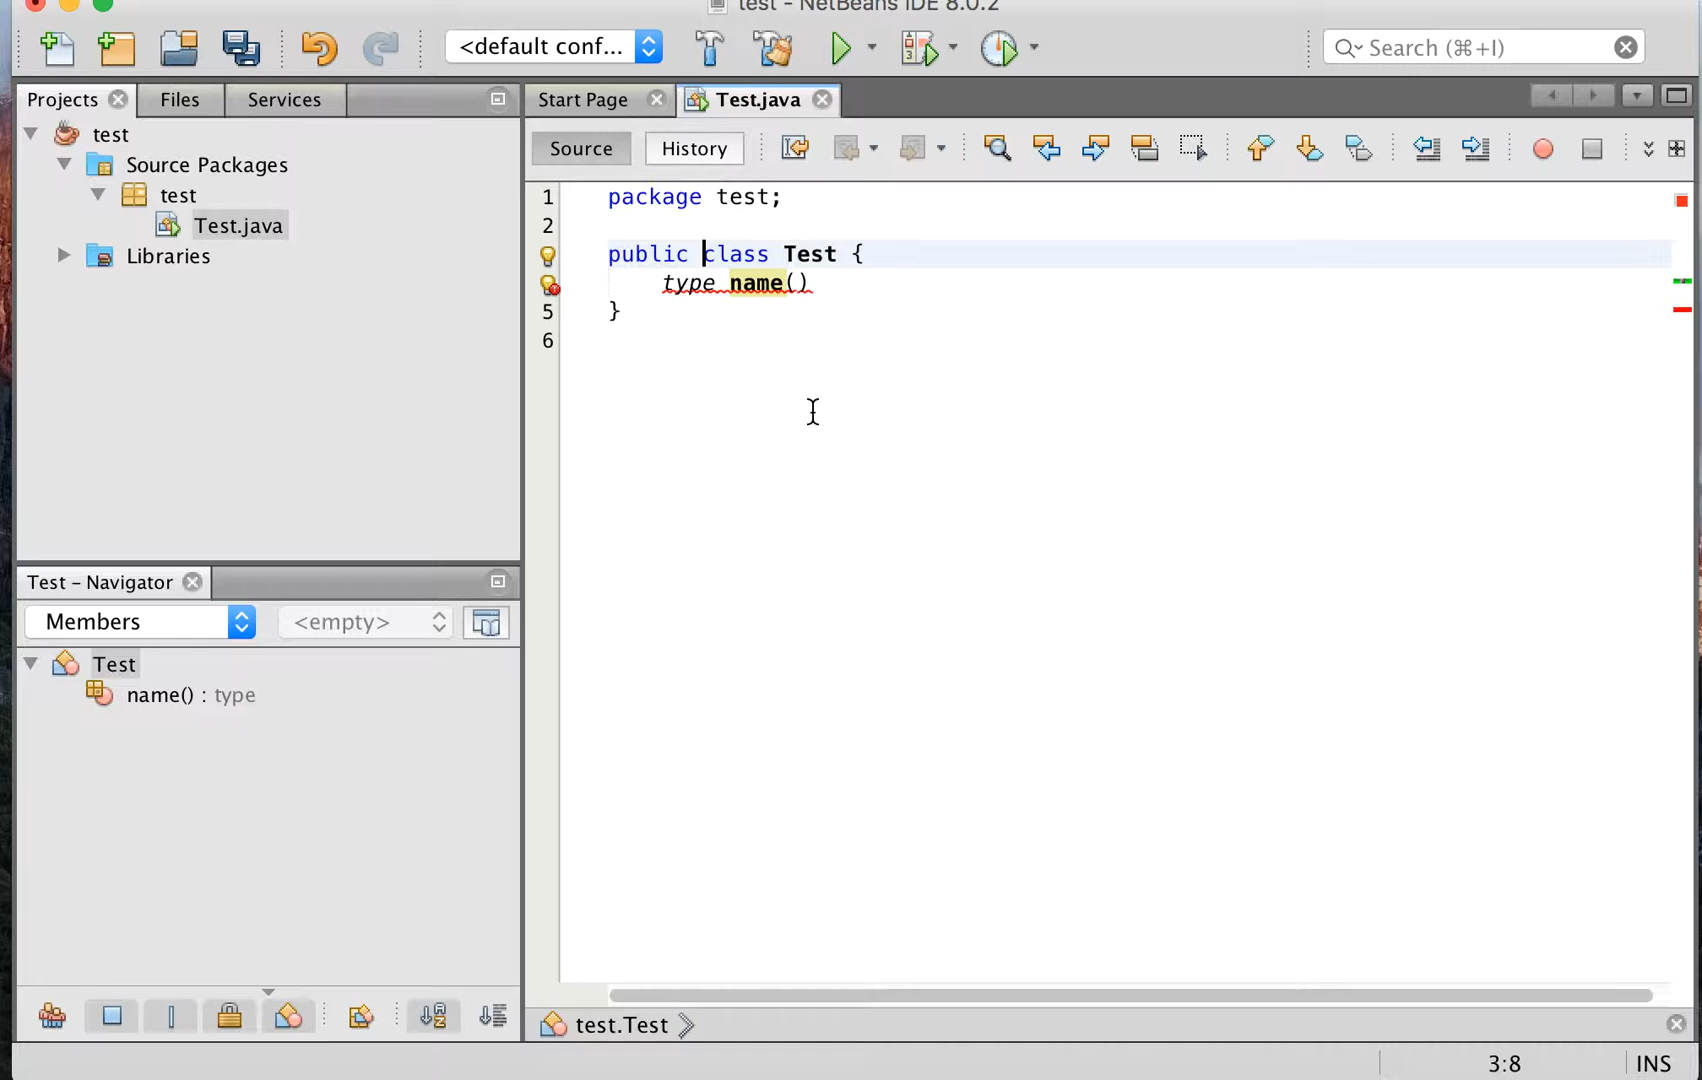 test - NetBeans IDE 8.0.2
<default conf...
Search (⌘+I)
Projects
Files
Services
Start Page
Test.java
test
Source Packages
test
Test.java
Libraries
Source
History
1 package test;
2
public class Test {
type name()
5 }
6
Test – Navigator
Members
<empty>
Test
name() : type
test.Test
3:8
INS